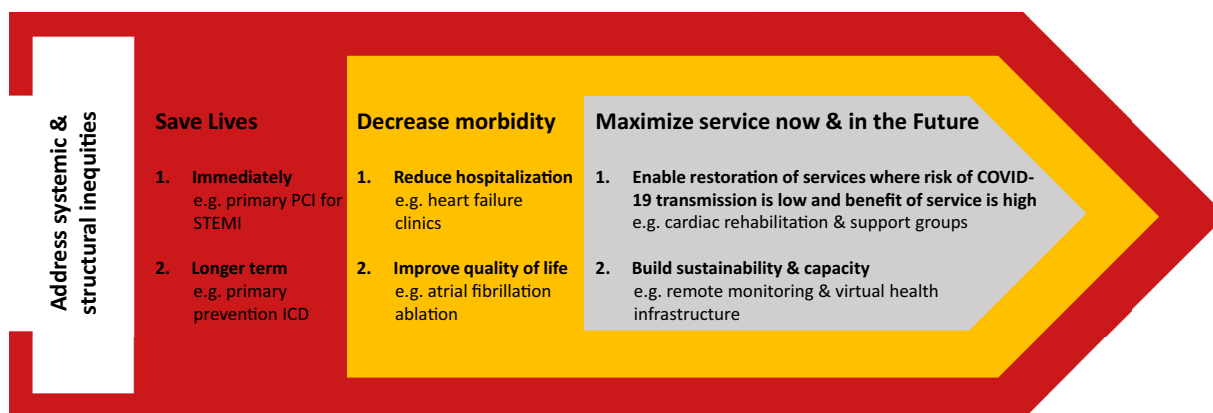 Address systemic &
structural inequities
Save Lives
1. Immediately
e.g. primary PCI for
STEMI
2. Longer term
e.g. primary
prevention ICD
Decrease morbidity
1. Reduce hospitalization
e.g. heart failure
clinics
2. Improve quality of life
e.g. atrial fibrillation
ablation
Maximize service now & in the Future
1. Enable restoration of services where risk of COVID-
19 transmission is low and benefit of service is high
e.g. cardiac rehabilitation & support groups
2. Build sustainability & capacity
e.g. remote monitoring & virtual health
infrastructure